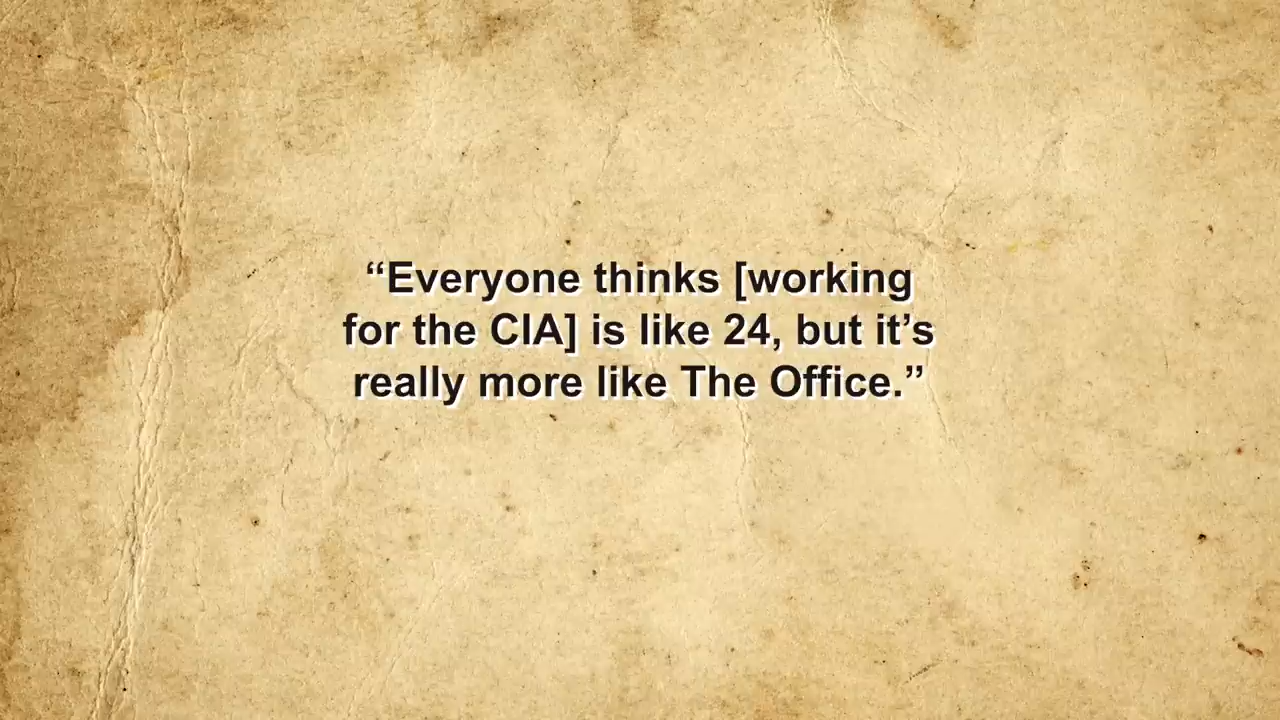 “Everyone thinks [working
for the CIA] is like 24, but it’s
really more like The Office.”